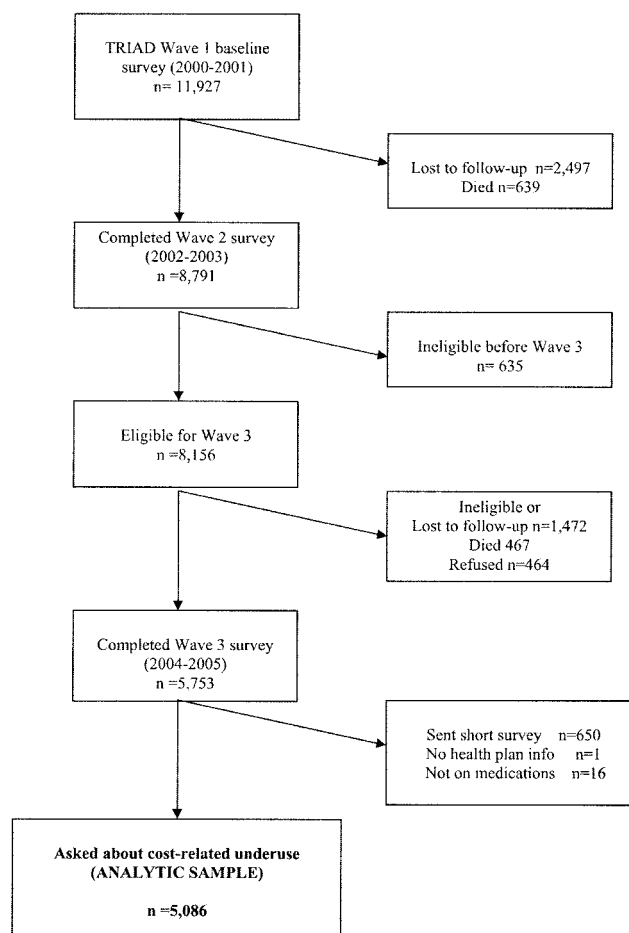 TRIAD Wave 1 baseline
survey (2000-2001)
n= 11,927
Lost to follow-up n=2,497
Died n=639
Completed Wave 2 survey
(2002-2003)
n =8,791
Ineligible before Wave 3
n= 635
Eligible for Wave 3
n =8,156
Ineligible or
Lost to follow-up n=1,472
Died 467
Refused n=464
Completed Wave 3 survey
(2004-2005)
n =5,753
Sent short survey n=650
No health plan info n=1
Not on medications n=16
Asked about cost-related underuse
(ANALYTIC SAMPLE)
n =5,086